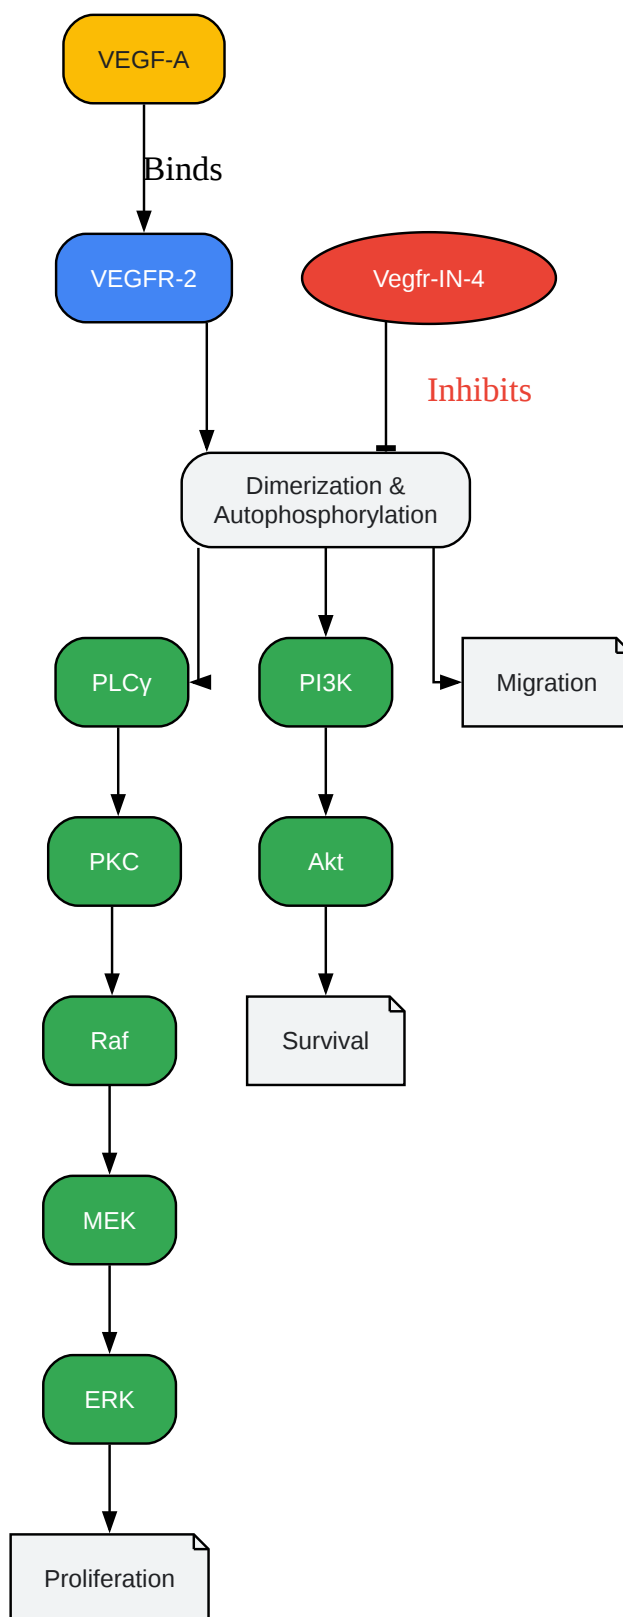 VEGF-A
Binds
VEGFR-2
Vegfr-IN-4
Inhibits
Dimerization &
Autophosphorylation
PLCγ
PI3K
Migration
PKC
Akt
Raf
Survival
MEK
ERK
Proliferation